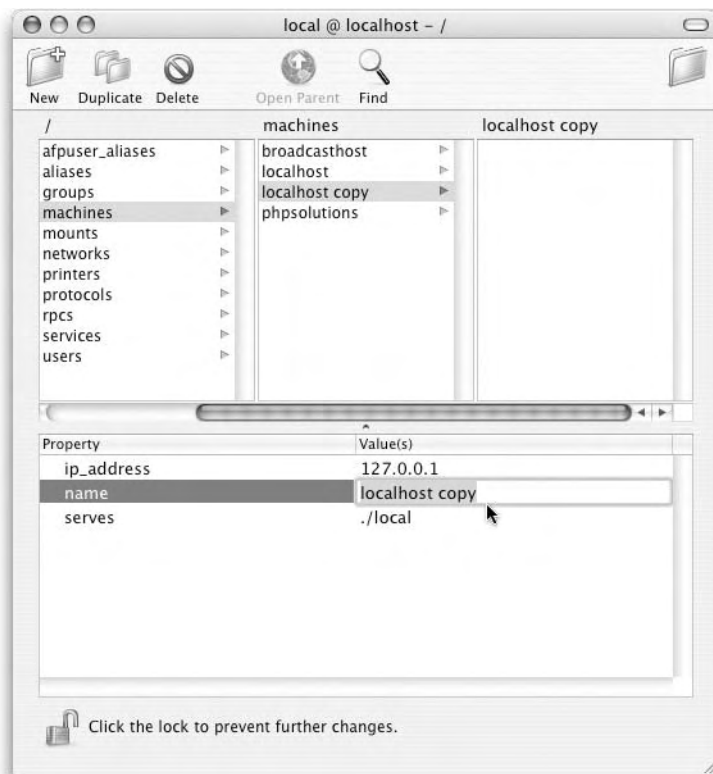 local @ localhost – /
New Duplicate Delete Open Parent Find
/ machines localhost copy
afpuser_aliases
aliases
groups
machines
mounts
networks
printers
protocols
rpcs
services
users
broadcasthost
localhost
localhost copy
phpsolutions
Property Value(s)
ip_address 127.0.0.1
name localhost copy
serves ./local
Click the lock to prevent further changes.